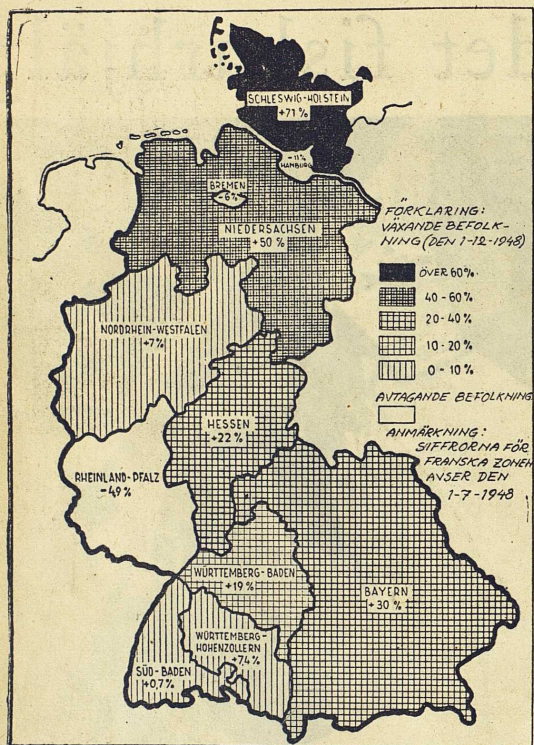 det fisk
SCHLESWIG-HOLSTEIN
+71 %
-11%
HAMBURG
BREMEN
-6%
NIEDERSACHSEN
+50 %
FÖRKLARING:
VÄXANDE BEFOLK-
NING (DEN 1-12-1948)
ÖVER 60%.
40-60%
20-40%
10-20%
0-10%
AVTAGANDE BEFOLKNING
ANMÄRKNING:
SIFFRORNA FÖR
FRANSKA ZONEN
AVSER DEN
1-7-1948
NORDRHEIN-WESTFALEN
+7%
HESSEN
+22 %
RHEINLAND-PFALZ
-4,9 %
WÜRTTEMBERG-BADEN
+19 %
BAYERN
+30 %
WÜRTTEMBERG-
HOHENZOLLERN
+7,4%
SÜD-BADEN
+0,7%